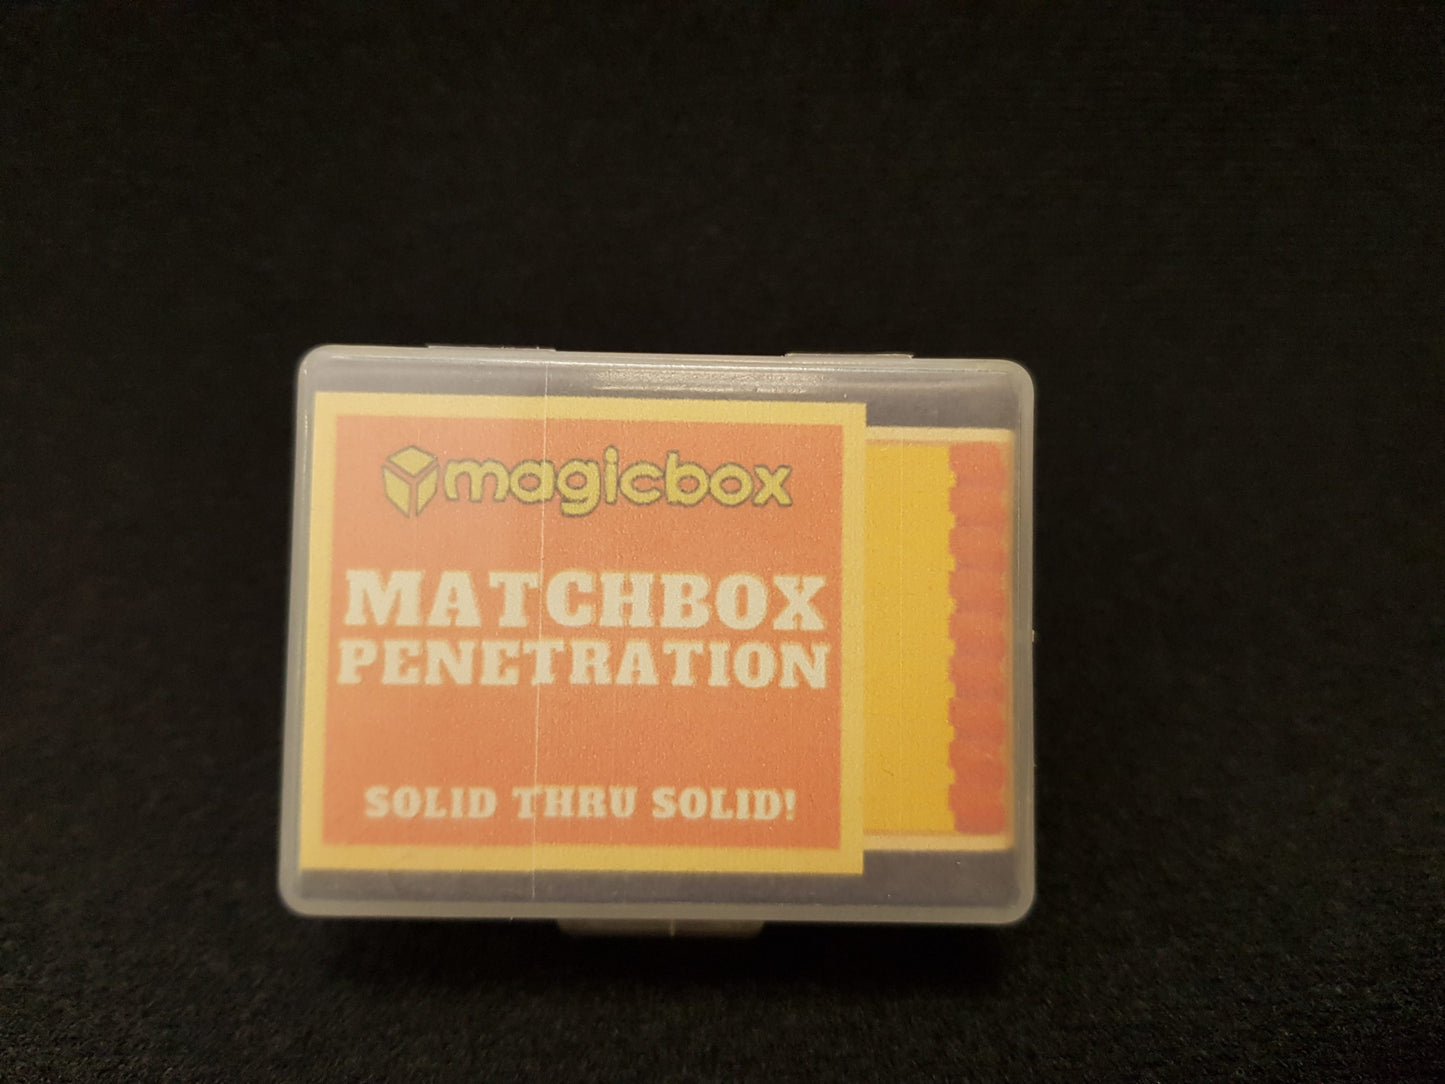 magicbox
MATCHBOX
PENETRATION
SOLID THRU SOLID!